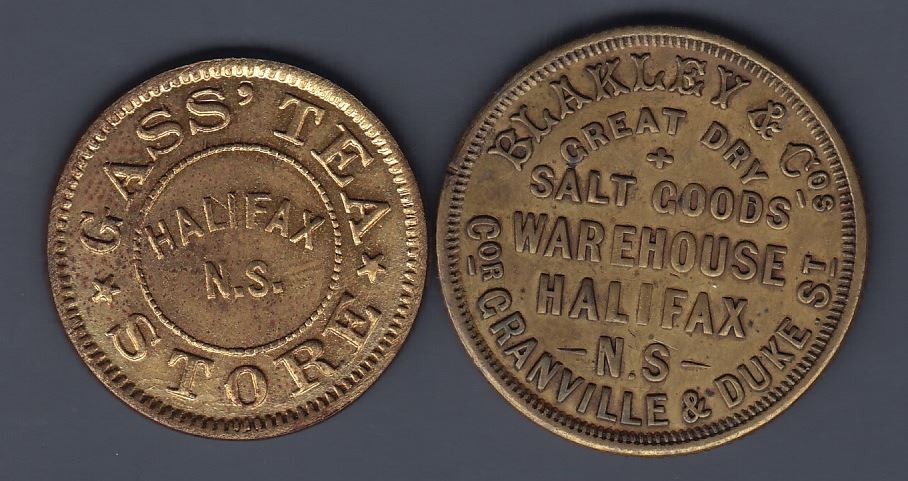 GASS' TEA
STORE
HALIFAX
N.S.
BLAKLEY & Cos
GREAT DRY
+
SALT GOODS
WAREHOUSE
HALIFAX
- N.S -
Cor GRANVILLE & DUKE St